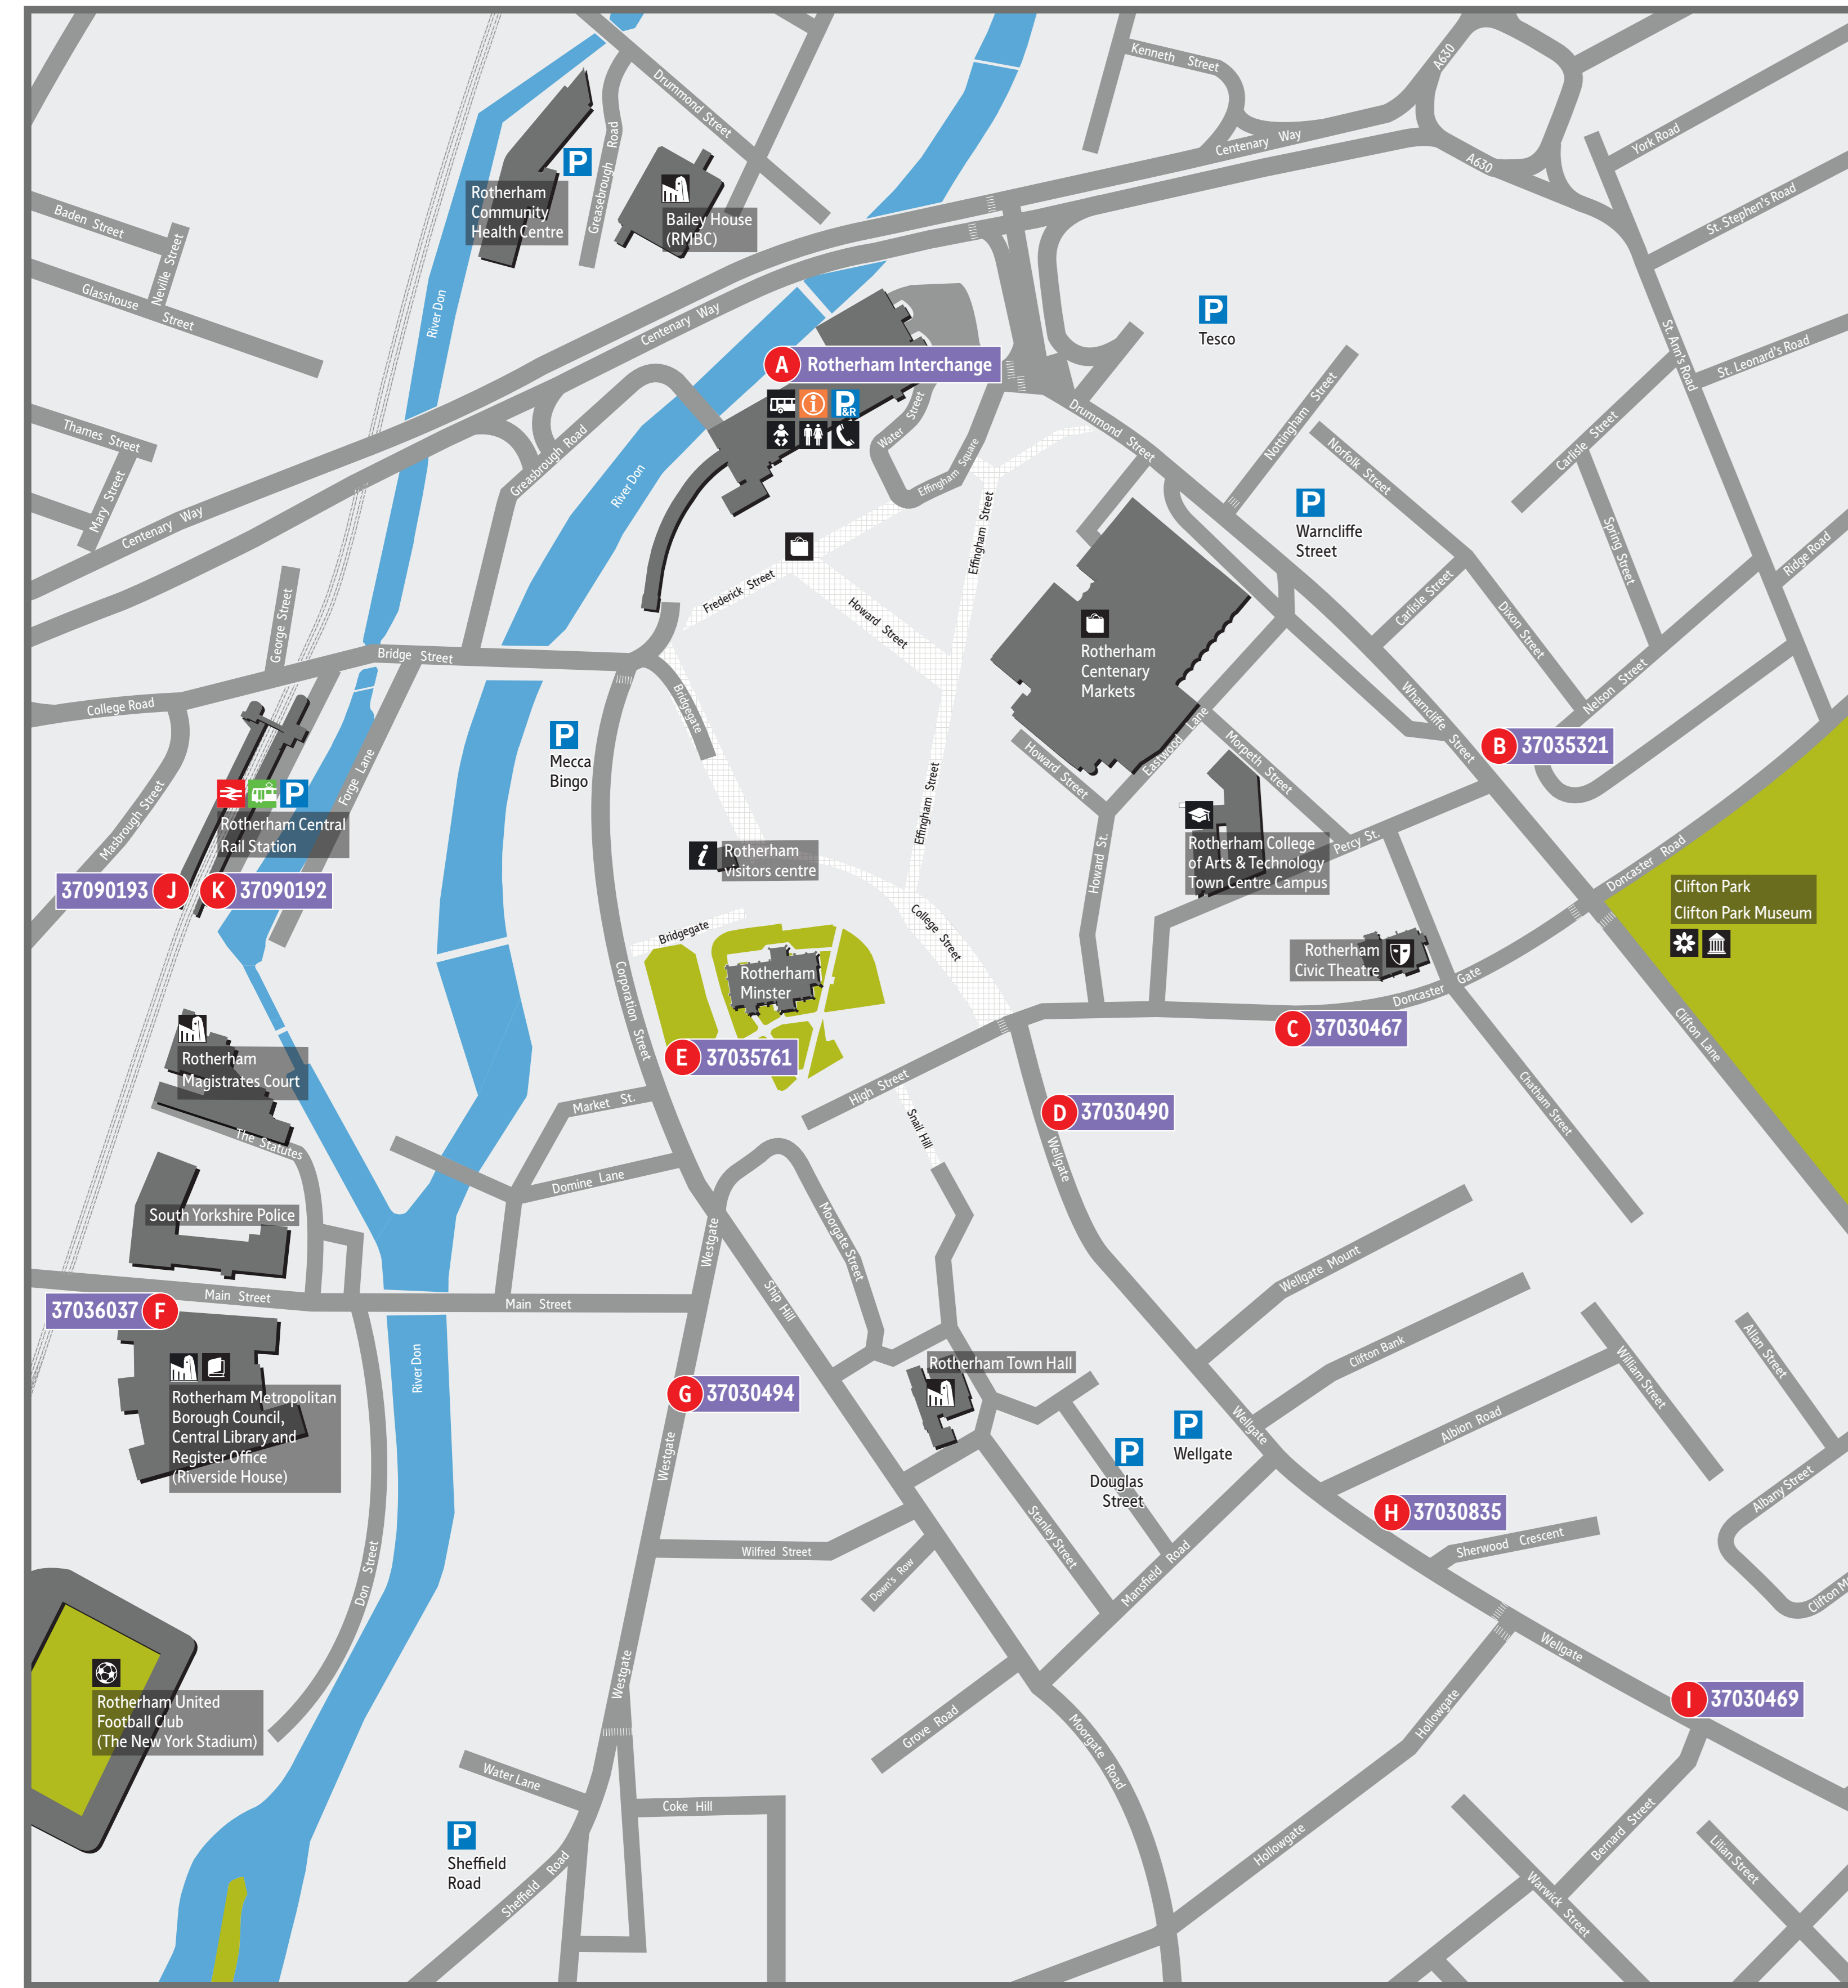 Kenneth Street
A630
Drummond Street
Greasebrough Road
Centenary Way
A630
York Road
P
Rotherham
Community
Health Centre
Bailey House
(RMBC)
St. Stephen's Road
Baden Street
Neville Street
Glasshouse Street
River Don
Centenary Way
P
Tesco
St. Ann's Road
St. Leonard's Road
A Rotherham Interchange
i
P&R
Water Street
Effingham Square
Drummond Street
Nottingham Street
Norfolk Street
Carlisle Street
Thames Street
Mary Street
Centenary Way
Greasbrough Road
River Don
Effingham Street
P
Warncliffe
Street
Spring Street
Ridge Road
Frederick Street
Howard Street
George Street
Carlisle Street
Dixon Street
Rotherham
Centenary
Markets
Bridge Street
College Road
Bridgegate
Nelson Street
Wharncliffe Street
P
Mecca
Bingo
Howard Street
Eastwood Lane
Morpeth Street
B 37035321
Forge Lane
Masbrough Street
P
Rotherham Central
Rail Station
Effingham Street
i
Rotherham
visitors centre
Howard St.
Rotherham College
of Arts & Technology
Town Centre Campus
Percy St.
Doncaster Road
37090193 J
K 37090192
Clifton Park
Clifton Park Museum
Bridgegate
College Street
Rotherham
Civic Theatre
Rotherham
Minster
Corporation Street
Doncaster Gate
Clifton Lane
C 37030467
Rotherham
Magistrates Court
E 37035761
High Street
Snail Hill
D 37030490
Wellgate
Chatham Street
Market St.
The Statutes
Domine Lane
South Yorkshire Police
Westgate
Moorgate Street
Ship Hill
Wellgate Mount
Main Street
Main Street
37036037 F
Clifton Bank
William Street
Allan Street
River Don
Rotherham Town Hall
G 37030494
Rotherham Metropolitan
Borough Council,
Central Library and
Register Office
(Riverside House)
P
Wellgate
P
Douglas
Street
Wellgate
Albion Road
Westgate
Albany Street
H 37030835
Wilfred Street
Stanley Street
Mansfield Road
Sherwood Crescent
Down's Row
Don Street
Clifton M
Wellgate
Westgate
Rotherham United
Football Club
(The New York Stadium)
I 37030469
Grove Road
Moorgate Road
Hollowgate
Water Lane
Coke Hill
P
Sheffield
Road
Sheffield Road
Hollowgate
Bernard Street
Warwick Street
Lilian Street